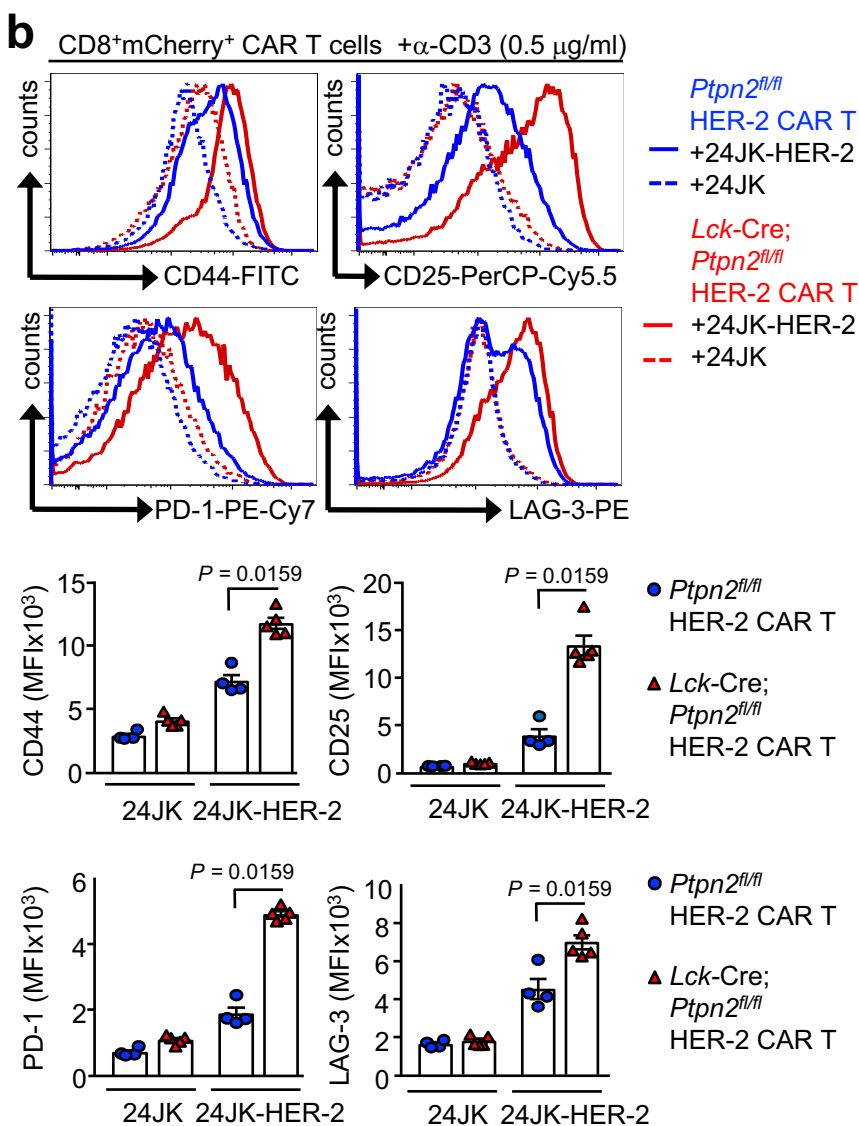 b
CD8⁺mCherry⁺ CAR T cells +α-CD3 (0.5 μg/ml)
counts
CD44-FITC
counts
CD25-PerCP-Cy5.5
Ptpn2fl/fl
HER-2 CAR T
+24JK-HER-2
+24JK
Lck-Cre;
Ptpn2fl/fl
HER-2 CAR T
+24JK-HER-2
+24JK
counts
PD-1-PE-Cy7
counts
LAG-3-PE
CD44 (MFIx10³)
15
10
5
0
P = 0.0159
24JK 24JK-HER-2
CD25 (MFIx10³)
20
15
10
5
0
P = 0.0159
24JK 24JK-HER-2
Ptpn2fl/fl
HER-2 CAR T
Lck-Cre;
Ptpn2fl/fl
HER-2 CAR T
PD-1 (MFIx10³)
6
4
2
0
P = 0.0159
24JK 24JK-HER-2
LAG-3 (MFIx10³)
10
8
6
4
2
0
P = 0.0159
24JK 24JK-HER-2
Ptpn2fl/fl
HER-2 CAR T
Lck-Cre;
Ptpn2fl/fl
HER-2 CAR T